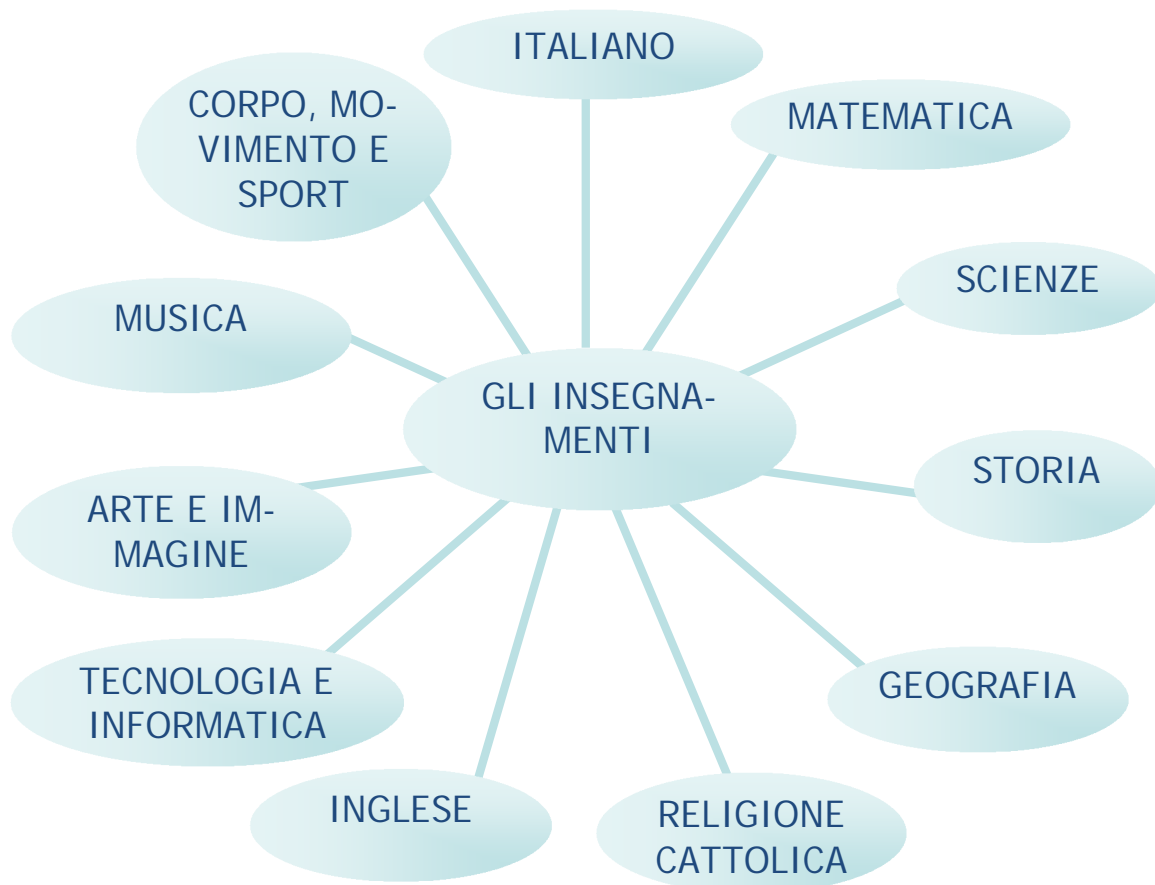 ITALIANO
MATEMATICA
SCIENZE
STORIA
GEOGRAFIA
RELIGIONE
CATTOLICA
INGLESE
TECNOLOGIA E
INFORMATICA
ARTE E IM-
MAGINE
MUSICA
CORPO, MO-
VIMENTO E
SPORT
GLI INSEGNA-
MENTI